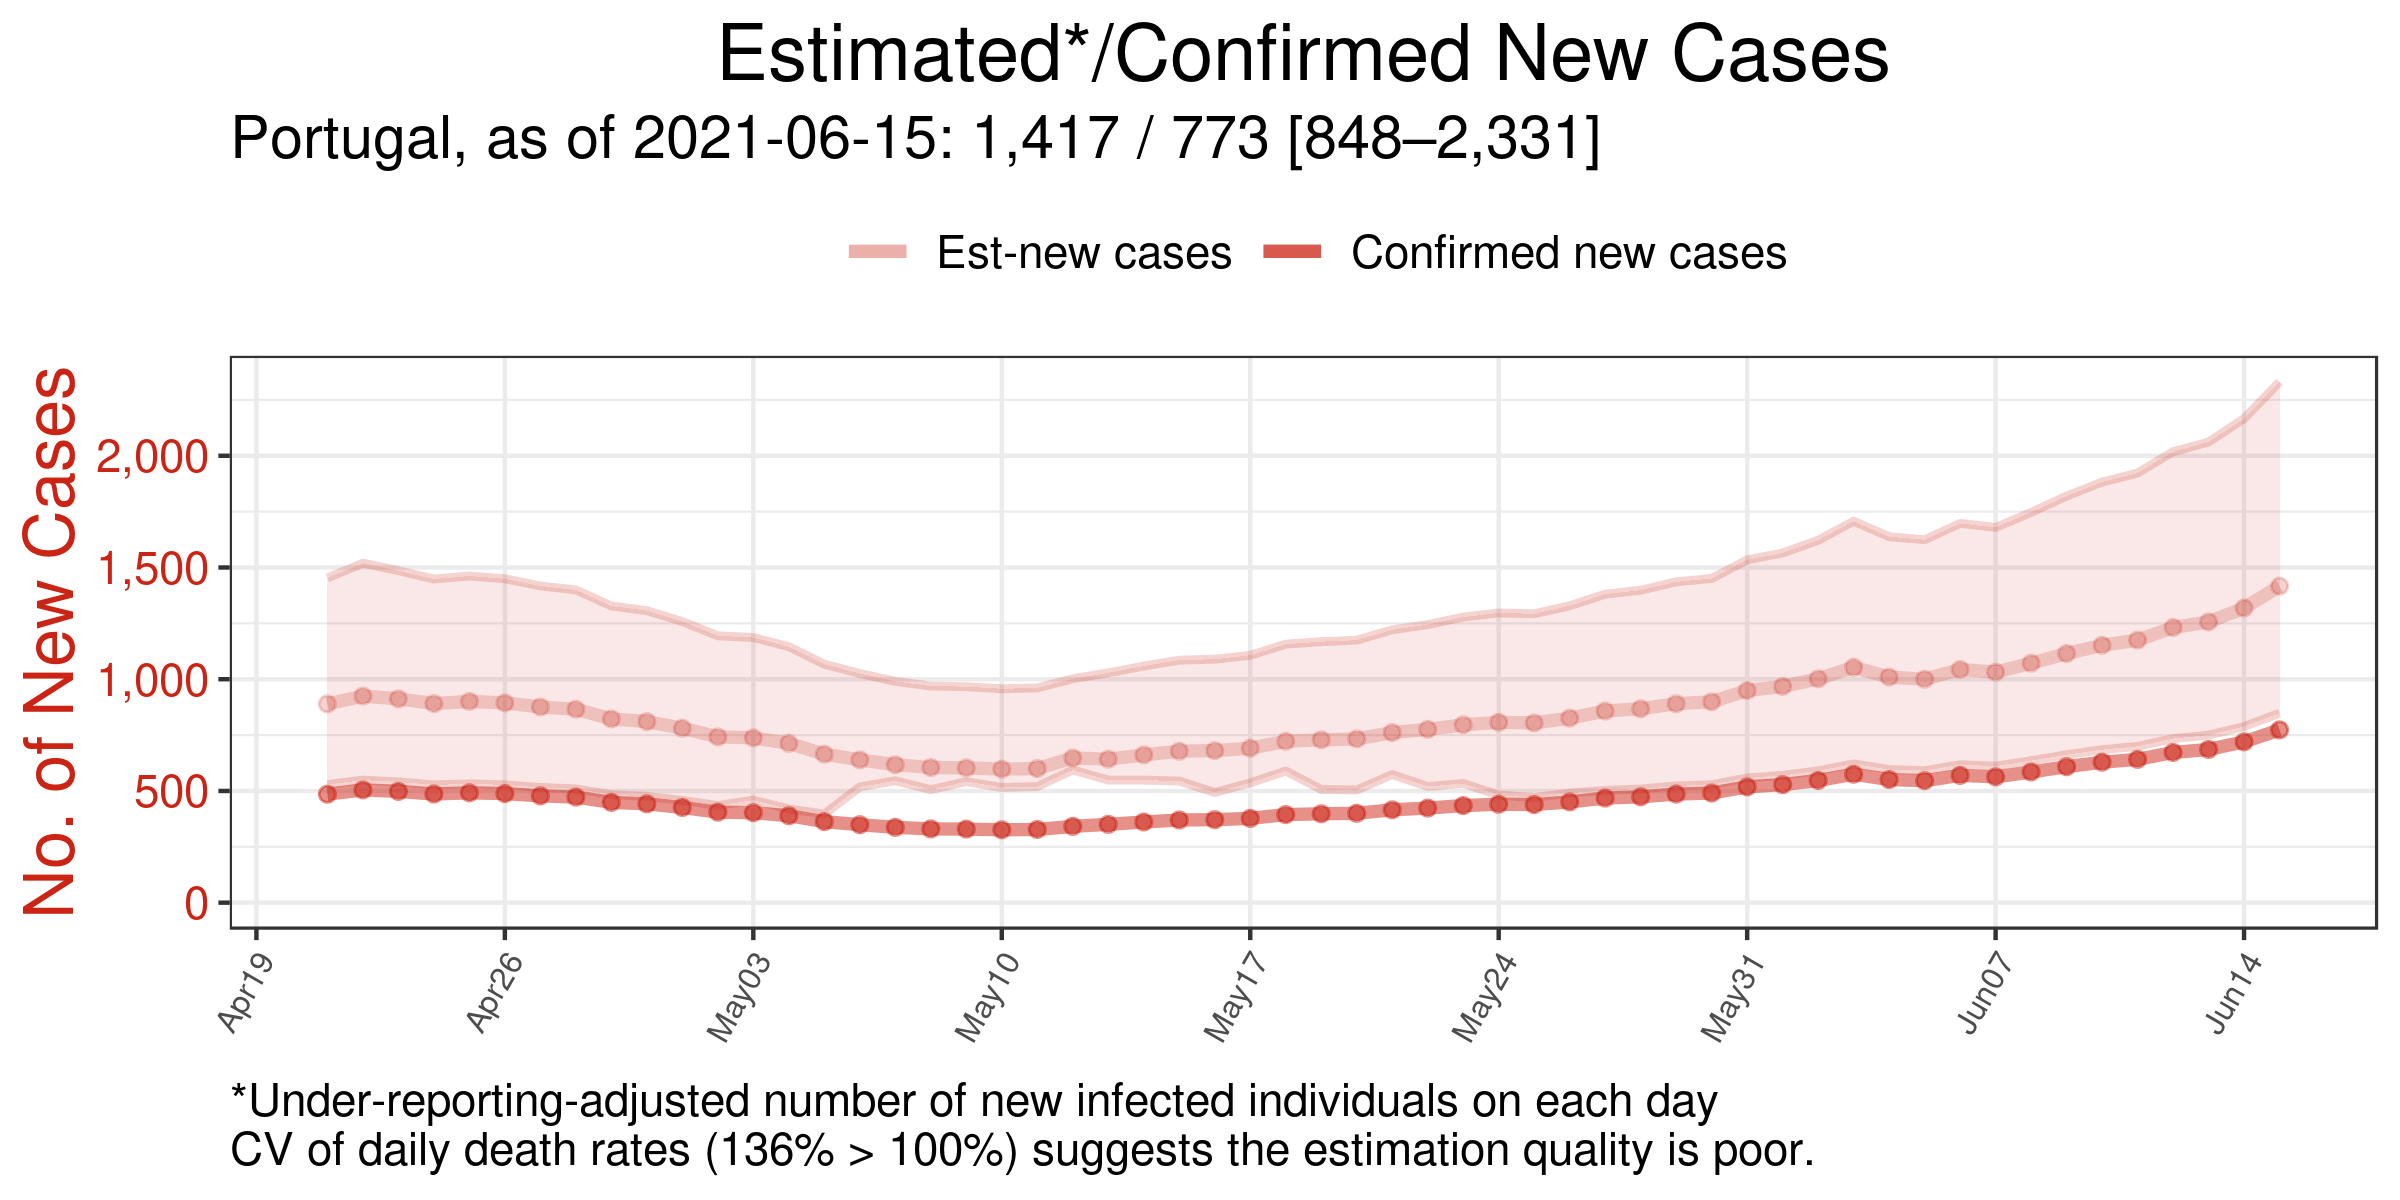 Estimated*/Confirmed New Cases
Portugal, as of 2021-06-15: 1,417 / 773 [848–2,331]
Est-new cases
Confirmed new cases
No. of New Cases
2,000
1,500
1,000
500
0
Apr19
Apr26
May03
May10
May17
May24
May31
Jun07
Jun14
*Under-reporting-adjusted number of new infected individuals on each day
CV of daily death rates (136% > 100%) suggests the estimation quality is poor.